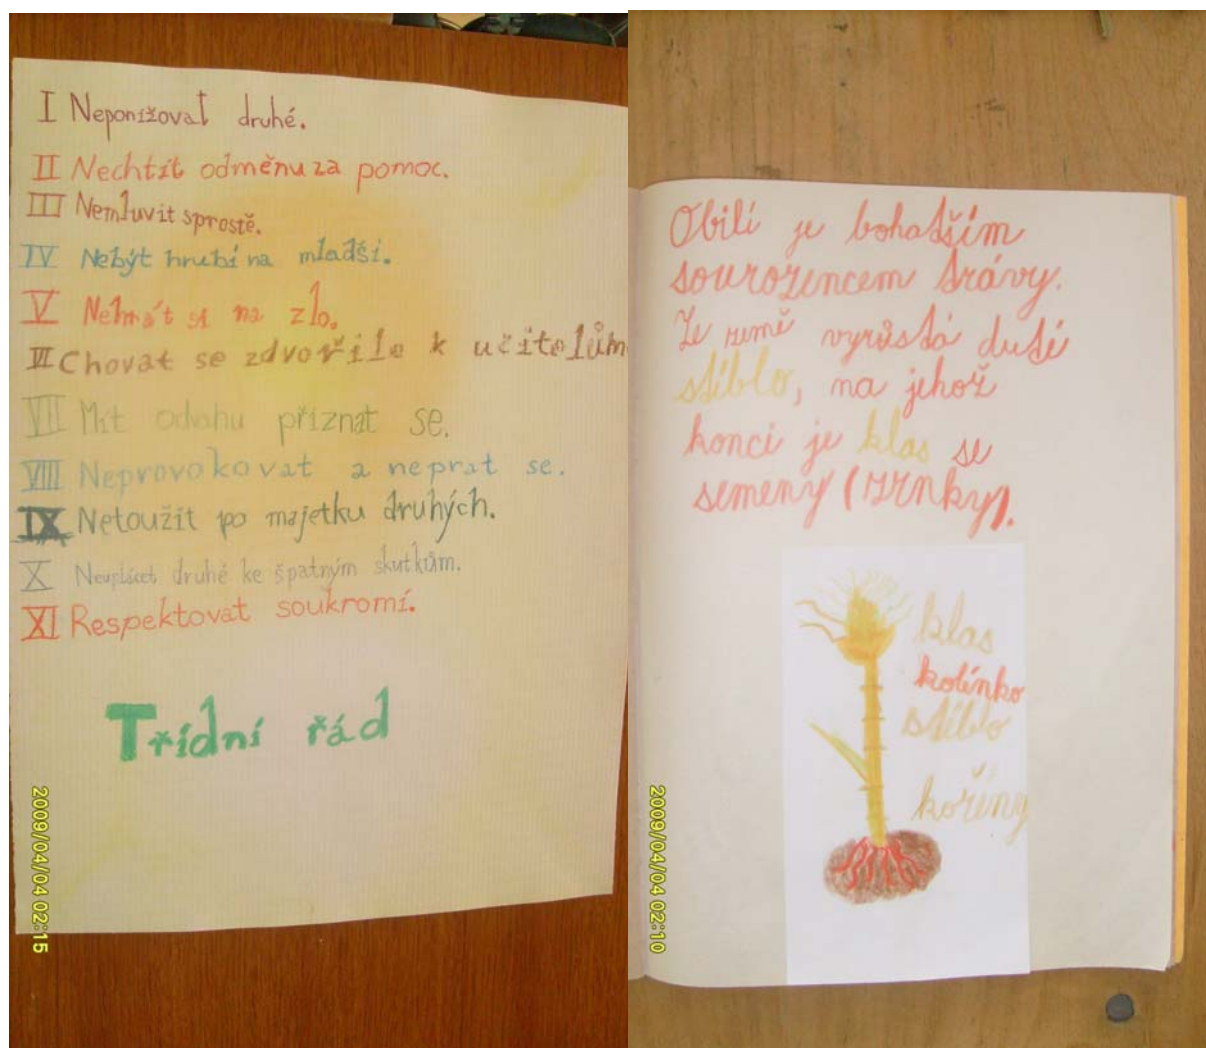 I Neponižovat druhé.
II Nechtít odměnu za pomoc.
III Nemluvit sprostě.
IV Nebýt hrubí na mladší.
V Nehrát si na zlo.
VI Chovat se zdvořile k učitelům
VII Mít odvahu přiznat se.
VIII Neprovokovat a neprat se.
IX Netoužit po majetku druhých.
X druhé ke špatným skutkům.
XI Respektovat soukromí.
Třídní řád
2009/04/04 02:15
Obilí je bohatším
sourozencem trávy.
Ze země vyrůstá duté
stéblo, na jehož
konci je klas se
semeny (zrnky).
klas
kolínko
stéblo
kořeny
2009/04/04 02:10